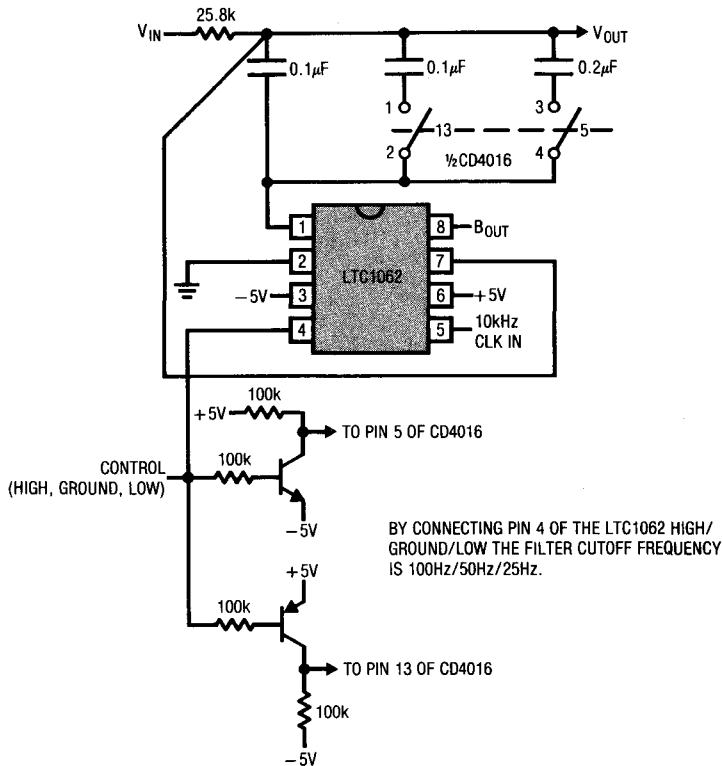 25.8k
VIN
VOUT
0.1μF
0.1μF
0.2μF
1
3
13
5
2
4
½CD4016
1
8
BOUT
2
7
LTC1062
−5V
3
6
+5V
4
5
10kHz
CLK IN
100k
+5V
TO PIN 5 OF CD4016
CONTROL
(HIGH, GROUND, LOW)
100k
−5V
BY CONNECTING PIN 4 OF THE LTC1062 HIGH/
GROUND/LOW THE FILTER CUTOFF FREQUENCY
IS 100Hz/50Hz/25Hz.
+5V
100k
TO PIN 13 OF CD4016
100k
−5V